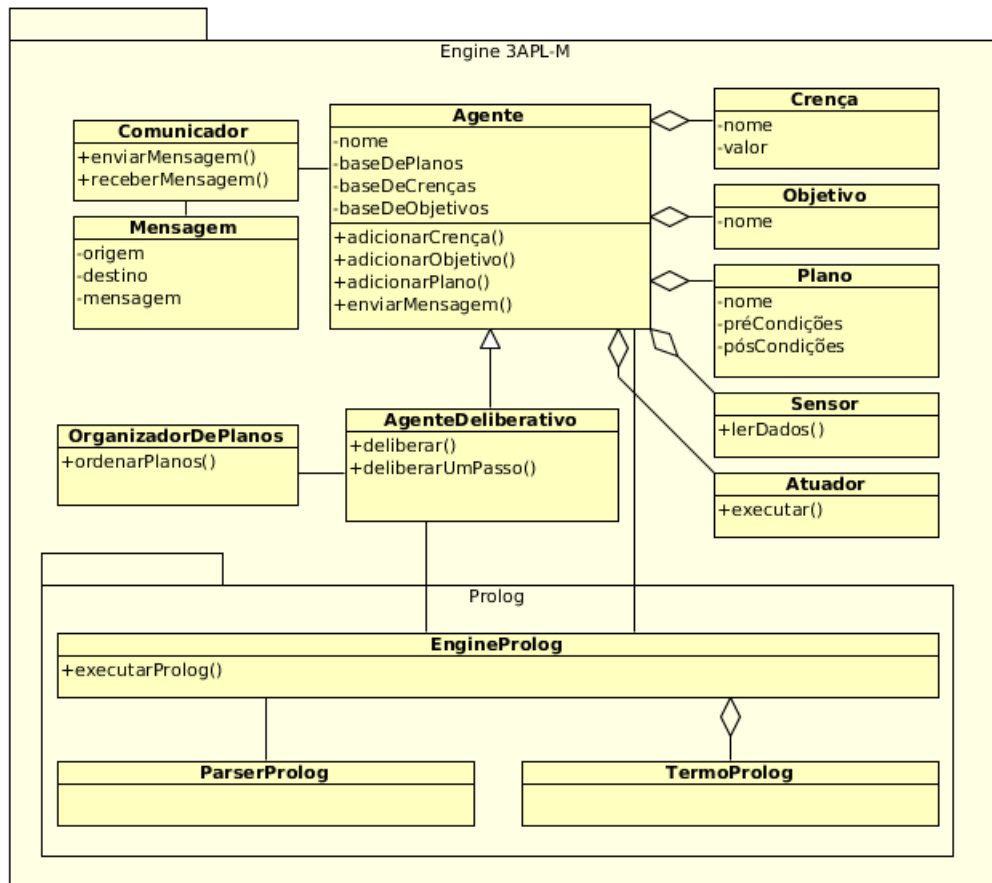 Engine 3APL-M
Comunicador
+enviarMensagem()
+receberMensagem()
Mensagem
-origem
-destino
-mensagem
Agente
-nome
-baseDePlanos
-baseDeCrenças
-baseDeObjetivos
+adicionarCrença()
+adicionarObjetivo()
+adicionarPlano()
+enviarMensagem()
Crença
-nome
-valor
Objetivo
-nome
Plano
-nome
-préCondições
-pósCondições
Sensor
+lerDados()
Atuador
+executar()
OrganizadorDePlanos
+ordenarPlanos()
AgenteDeliberativo
+deliberar()
+deliberarUmPasso()
Prolog
EngineProlog
+executarProlog()
ParserProlog
TermoProlog